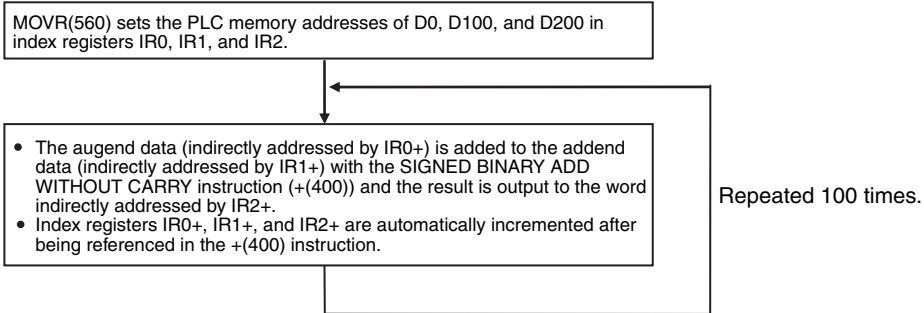 MOVR(560) sets the PLC memory addresses of D0, D100, and D200 in
index registers IR0, IR1, and IR2.
• The augend data (indirectly addressed by IR0+) is added to the addend
data (indirectly addressed by IR1+) with the SIGNED BINARY ADD
WITHOUT CARRY instruction (+(400)) and the result is output to the word
indirectly addressed by IR2+.
• Index registers IR0+, IR1+, and IR2+ are automatically incremented after
being referenced in the +(400) instruction.
Repeated 100 times.